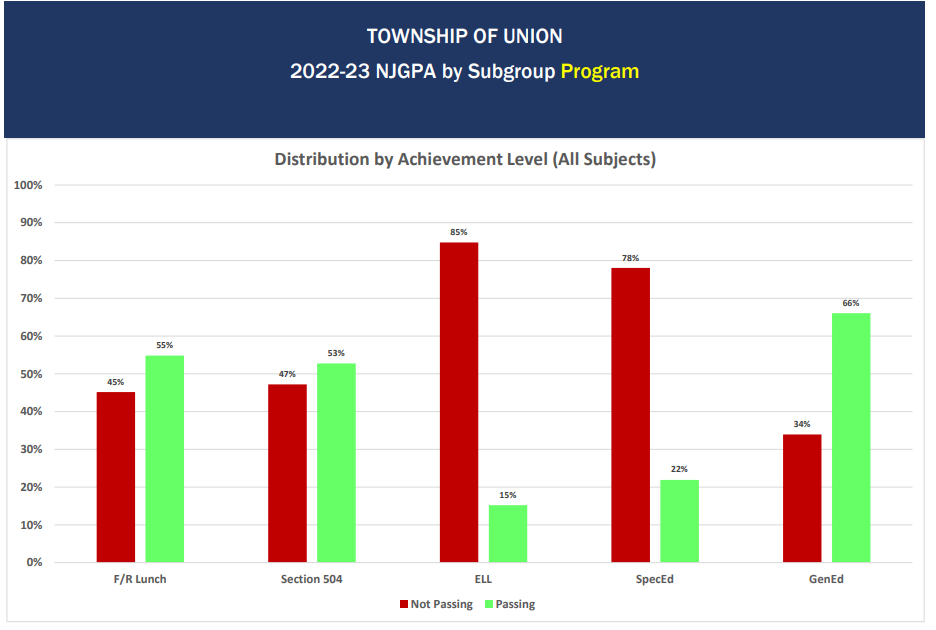 TOWNSHIP OF UNION
2022-23 NJGPA by Subgroup Program
Distribution by Achievement Level (All Subjects)
100%
90%
80%
70%
60%
50%
40%
30%
20%
10%
0%
45%
55%
47%
53%
85%
15%
78%
22%
34%
66%
F/R Lunch
Section 504
ELL
SpecEd
GenEd
Not Passing
Passing